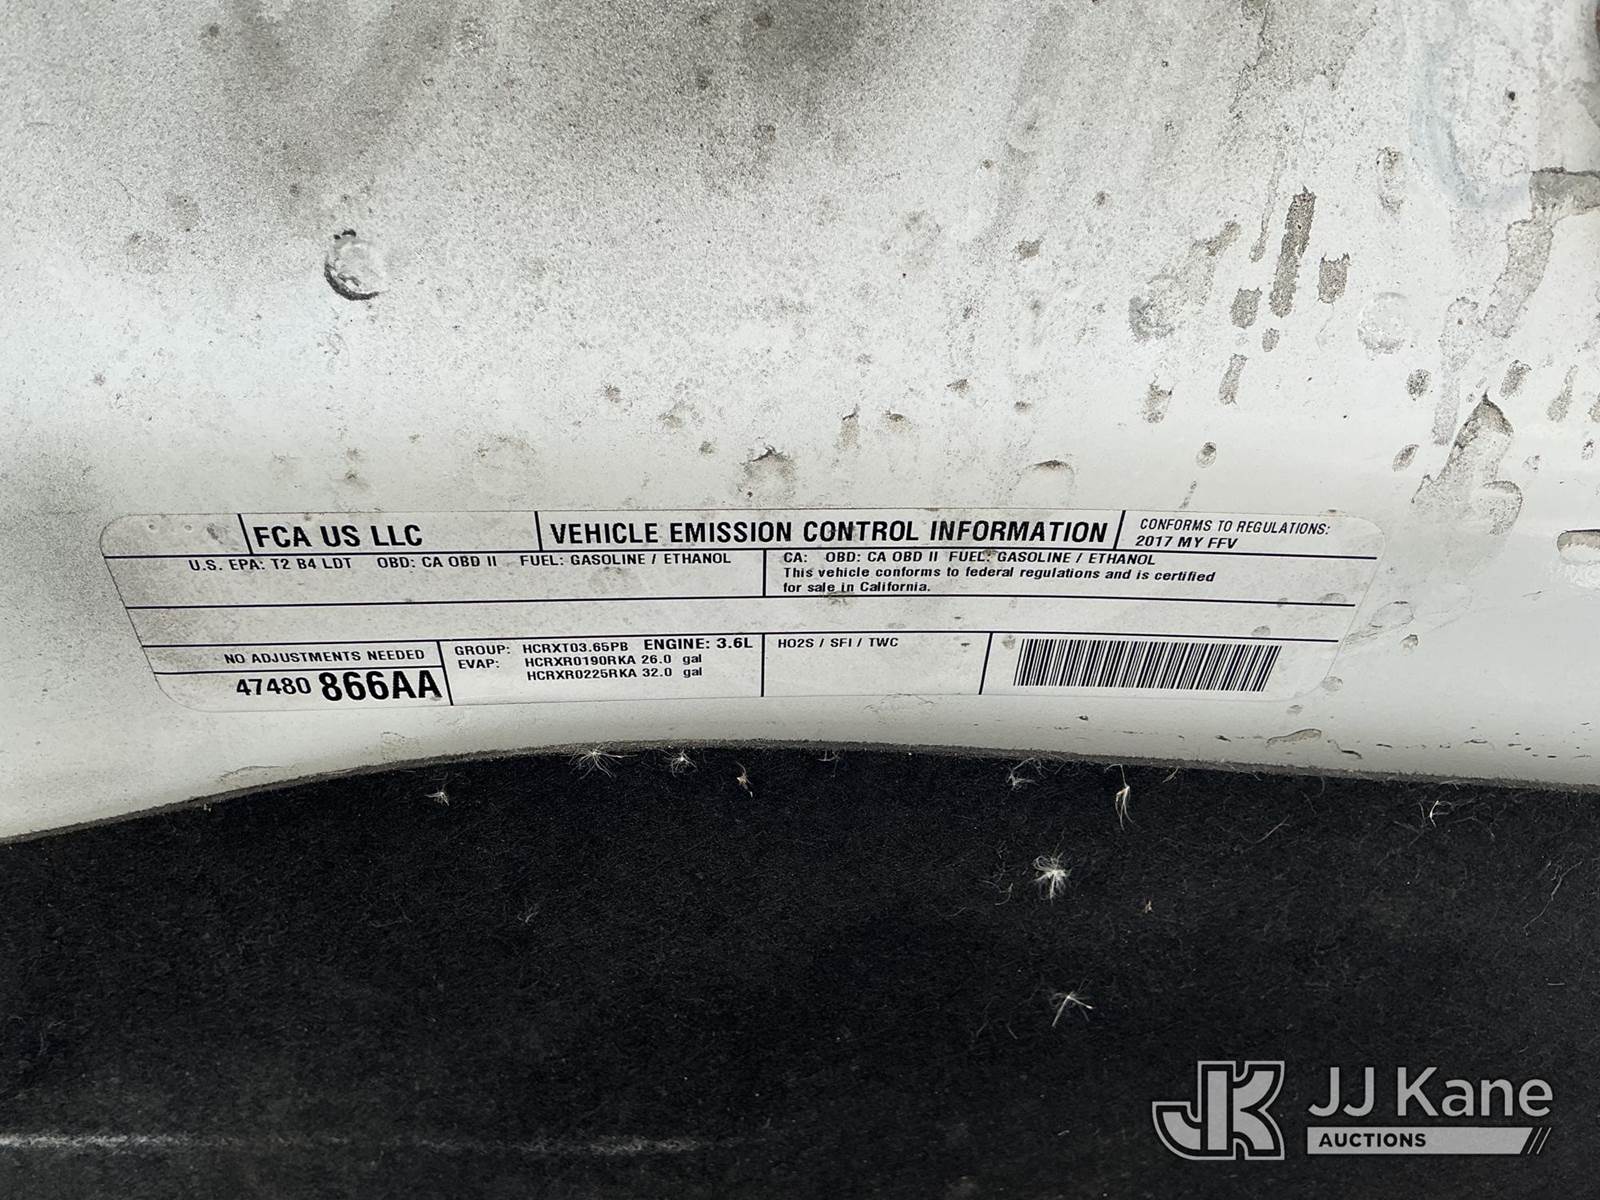 FCA US LLC
VEHICLE EMISSION CONTROL INFORMATION
CONFORMS TO REGULATIONS:
2017 MY FFV
U.S. EPA: T2 B4 LDT OBD: CA OBD II FUEL: GASOLINE / ETHANOL
CA: OBD: CA OBD II FUEL: GASOLINE / ETHANOL
This vehicle conforms to federal regulations and is certified
for sale in California.
NO ADJUSTMENTS NEEDED
47480 866AA
GROUP: HCRXT03.65PB ENGINE: 3.6L
EVAP: HCRXR0190RKA 26.0 gal
HCRXR0225RKA 32.0 gal
HO2S / SFI / TWC
JK JJ Kane
AUCTIONS